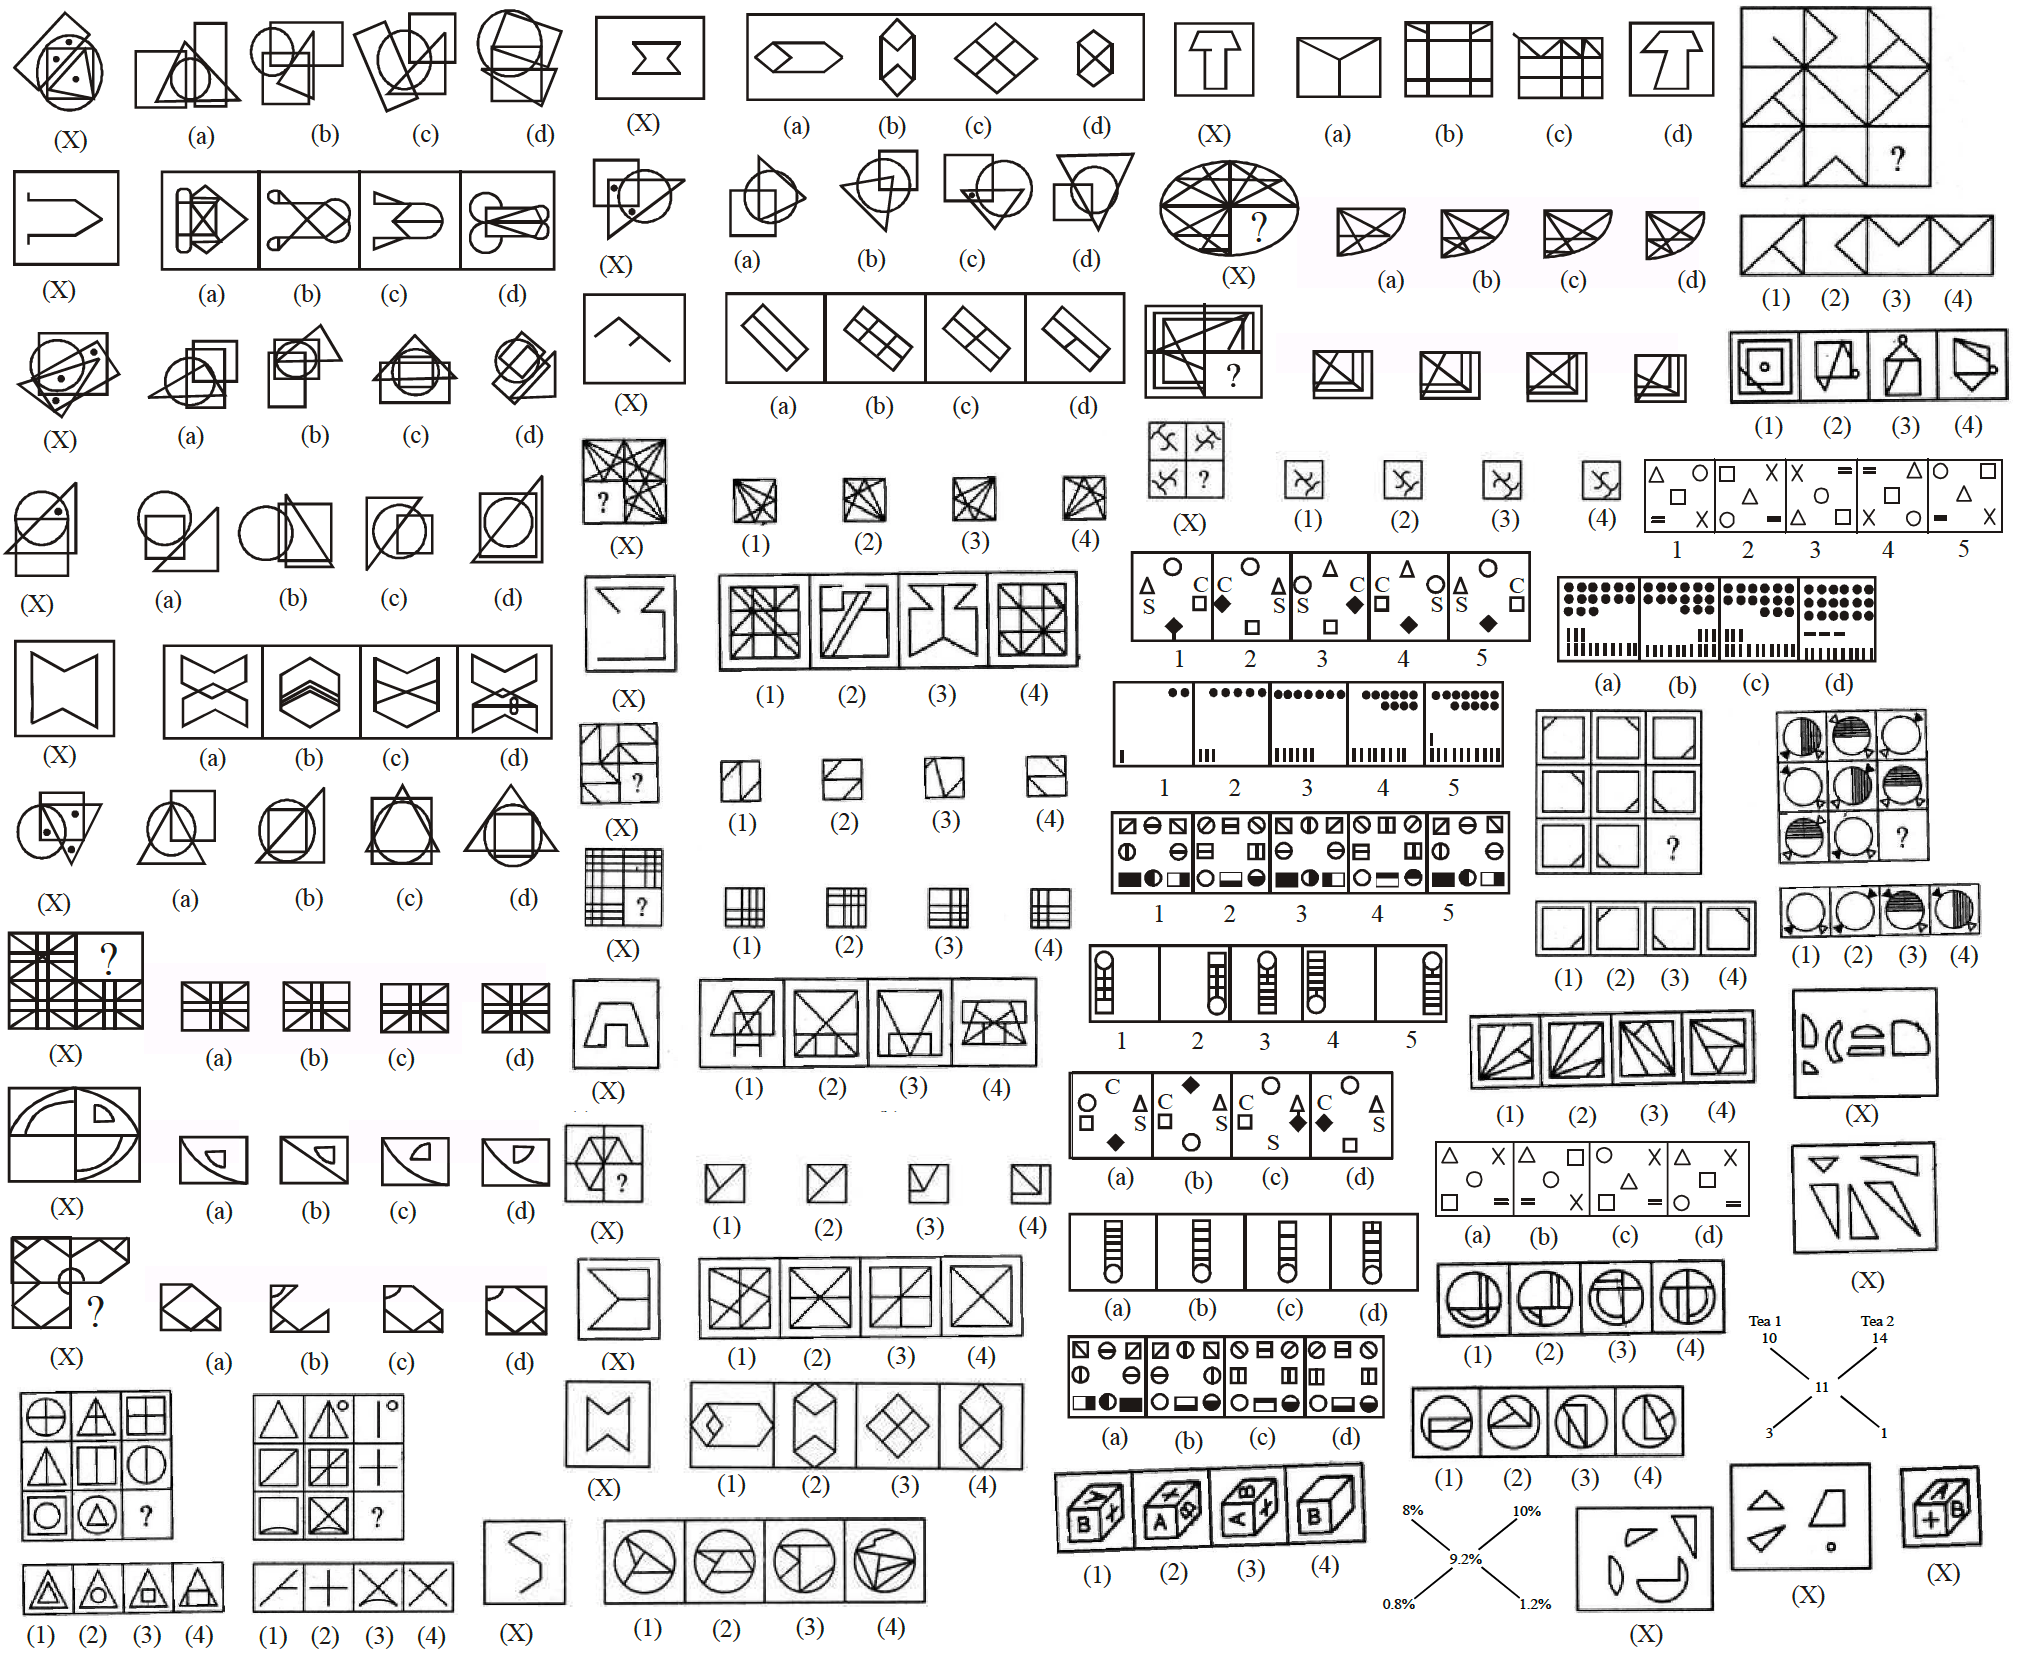 (X) (a) (b) (c) (d)
(X) (a) (b) (c) (d)
(X) (a) (b) (c) (d)
(X) (a) (b) (c) (d)
(X) (a) (b) (c) (d)
(X) (a) (b) (c) (d)
?
(X) (a) (b) (c) (d)
(X) (a) (b) (c) (d)
?
(X) (a) (b) (c) (d)
?
(1) (2) (3) (4)
?
(1) (2) (3) (4)
(X) (a) (b) (c) (d)
(X) (a) (b) (c) (d)
(X) (a) (b) (c) (d)
?
(X) (1) (2) (3) (4)
(X) (1) (2) (3) (4)
?
(X) (1) (2) (3) (4)
?
(X) (1) (2) (3) (4)
(X) (1) (2) (3) (4)
?
(X) (1) (2) (3) (4)
(X) (1) (2) (3) (4)
(X) (1) (2) (3) (4)
(X) (1) (2) (3) (4)
(X) (a) (b) (c) (d)
?
(X) (a) (b) (c) (d)
?
?
(X) (1) (2) (3) (4)
C C C C C
S S S S S
1 2 3 4 5
1 2 3 4 5
1 2 3 4 5
1 2 3 4 5
C C C C
S S S S
(a) (b) (c) (d)
(a) (b) (c) (d)
(a) (b) (c) (d)
B A A B B
(1) (2) (3) (4)
?
(1) (2) (3) (4)
(1) (2) (3) (4)
X X X X X
1 2 3 4 5
(a) (b) (c) (d)
?
(1) (2) (3) (4)
?
(1) (2) (3) (4)
(1) (2) (3) (4)
(X)
X X X X
(a) (b) (c) (d)
(X)
(1) (2) (3) (4)
Tea 1 Tea 2
10 14
11
3 1
(1) (2) (3) (4)
8% 10%
9.2%
0.8% 1.2%
(X)
(X)
A
+ B
(X)